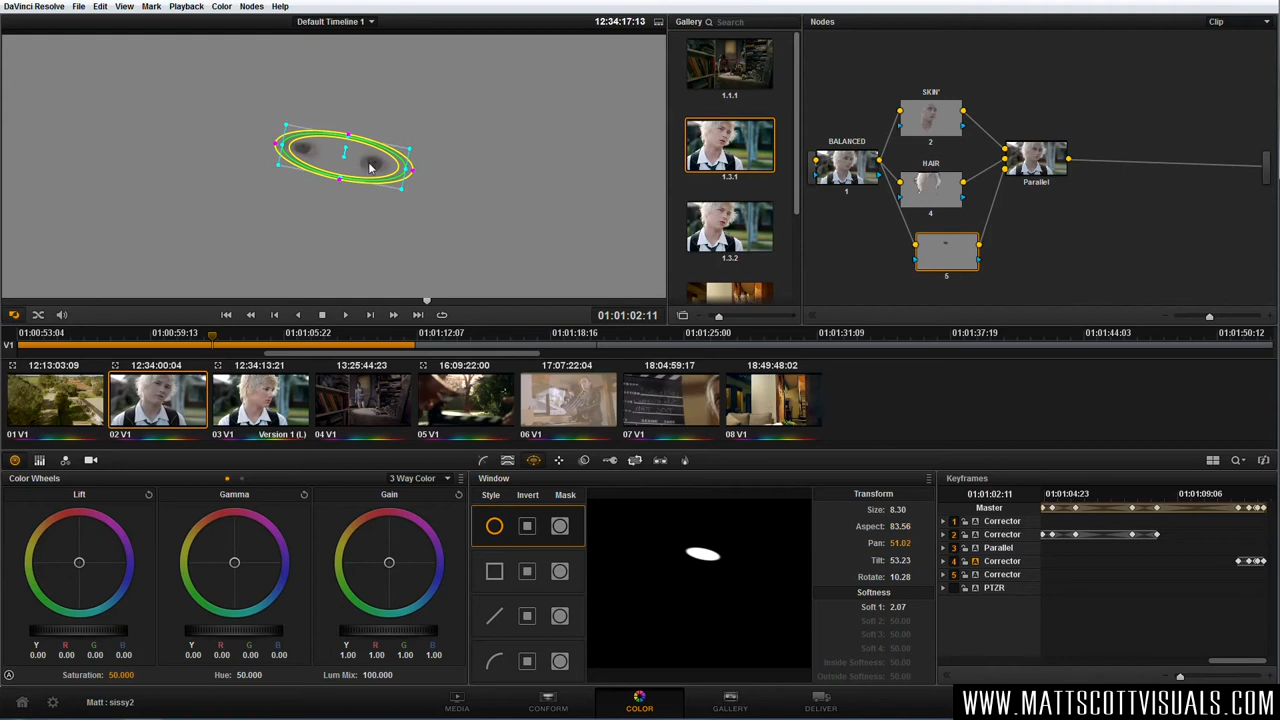 DaVinci Resolve File Edit View Mark Playback Color Nodes Help
Default Timeline 1 12:34:17:13 Gallery Search Nodes Clip
1.1.1
1.3.1
1.3.2
SKIN'
2
BALANCED
1
HAIR
4
Parallel
5
01:01:02:11
01:00:53:04 01:00:59:13 01:01:05:22 01:01:12:07 01:01:18:16 01:01:25:00 01:01:31:09 01:01:37:19 01:01:44:03 01:01:50:12
V1
12:13:03:09 12:34:00:04 12:34:13:21 13:25:44:23 16:09:22:00 17:07:22:04 18:04:59:17 18:49:48:02
01 V1 02 V1 03 V1 Version 1 (L) 04 V1 05 V1 06 V1 07 V1 08 V1
Color Wheels 3 Way Color
Lift Gamma Gain
Y R G B Y R G B Y R G B
0.00 0.00 0.00 0.00 0.00 0.00 0.00 0.00 1.00 1.00 1.00 1.00
A Saturation: 50.000 Hue: 50.000 Lum Mix: 100.000
Window
Style Invert Mask
Transform
Size: 8.30
Aspect: 83.56
Pan: 51.02
Tilt: 53.23
Rotate: 10.28
Softness
Soft 1: 2.07
Soft 2: 50.00
Soft 3: 50.00
Soft 4: 50.00
Inside Softness: 50.00
Outside Softness: 50.00
Keyframes
01:01:02:11 01:01:04:23 01:01:09:06
Master
1 Corrector
2 Corrector
3 Parallel
4 Corrector
5 Corrector
PTZR
Matt : sissy2
MEDIA CONFORM COLOR GALLERY DELIVER
WWW.MATTSCOTTVISUALS.COM